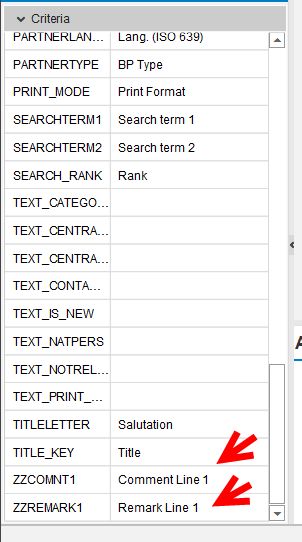 Criteria
PARTNERLAN... Lang. (ISO 639)
PARTNERTYPE BP Type
PRINT_MODE Print Format
SEARCHTERM1 Search term 1
SEARCHTERM2 Search term 2
SEARCH_RANK Rank
TEXT_CATEGO...
TEXT_CENTRA...
TEXT_CENTRA...
TEXT_CONTA...
TEXT_IS_NEW
TEXT_NATPERS
TEXT_NOTREL...
TEXT_PRINT_...
TITLELETTER Salutation
TITLE_KEY Title
ZZCOMNT1 Comment Line 1
ZZREMARK1 Remark Line 1